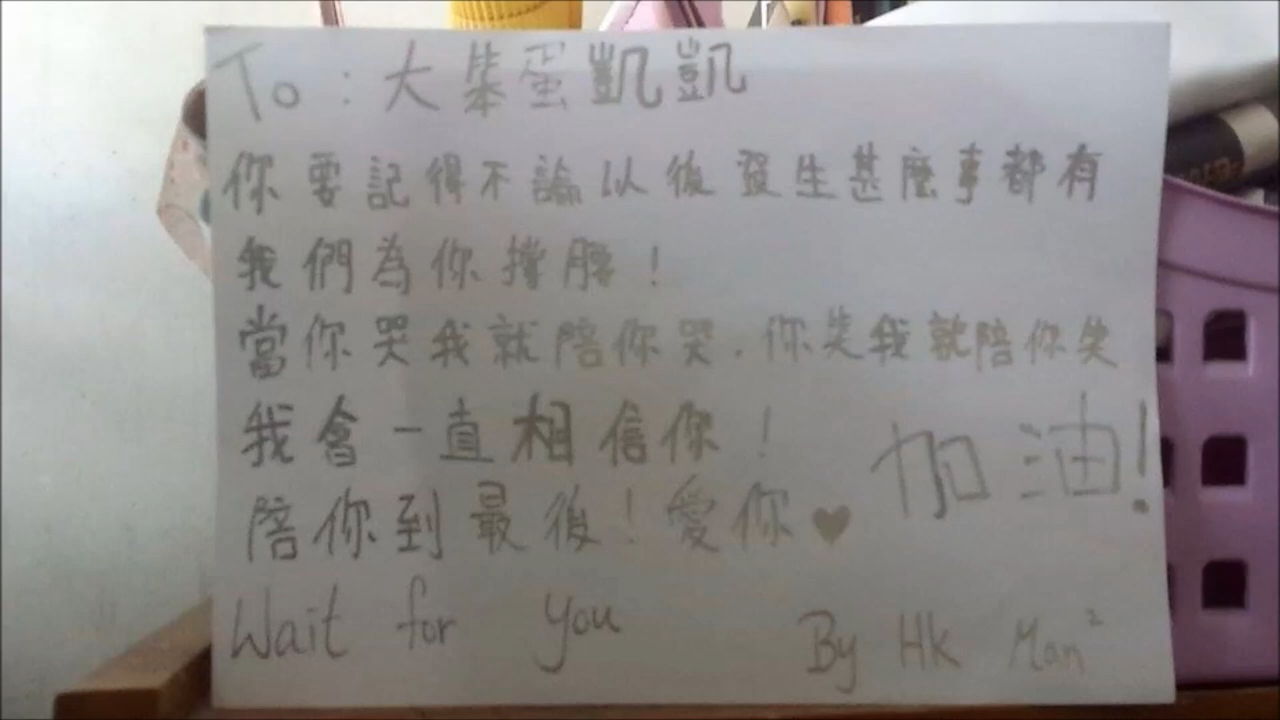 To：大笨蛋凱凱
你要記得不論以後發生甚麼事都有
我們為你撐腰！
當你哭我就陪你哭．你笑我就陪你笑
我會一直相信你！
加油！
陪你到最後！愛你♥
Wait for you
By Hk Man²